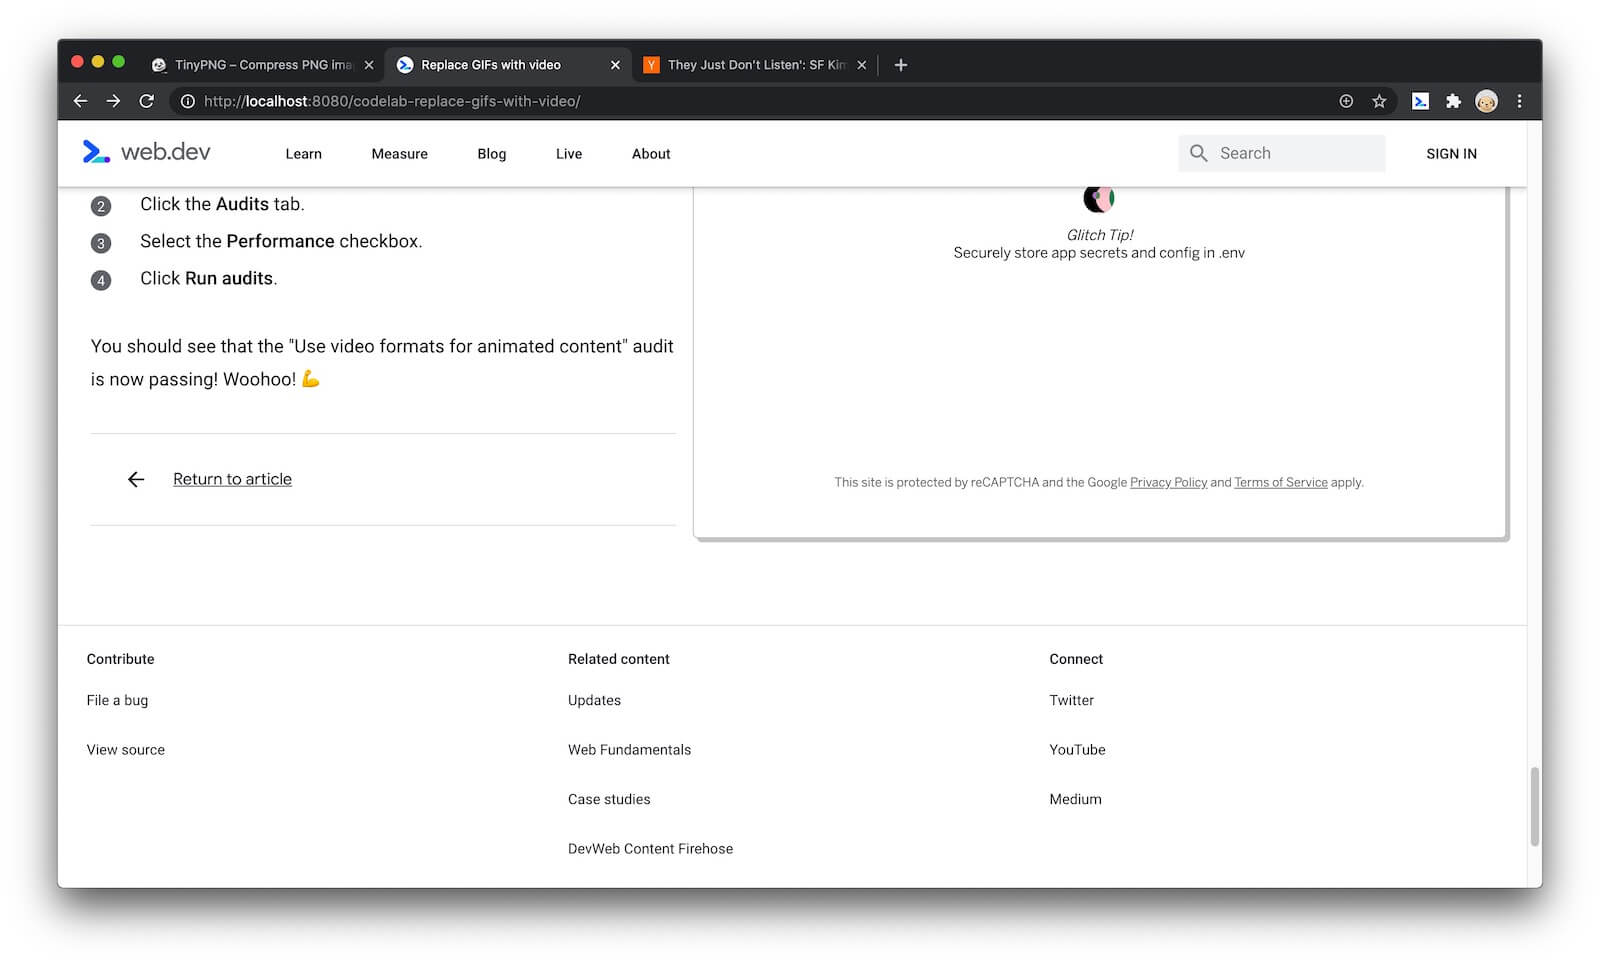 TinyPNG – Compress PNG ima
Replace GIFs with video
They Just Don't Listen': SF Kin
http://localhost:8080/codelab-replace-gifs-with-video/
web.dev
Learn
Measure
Blog
Live
About
Search
SIGN IN
2 Click the Audits tab.
3 Select the Performance checkbox.
4 Click Run audits.
You should see that the "Use video formats for animated content" audit
is now passing! Woohoo! 💪
Return to article
Glitch Tip!
Securely store app secrets and config in .env
This site is protected by reCAPTCHA and the Google Privacy Policy and Terms of Service apply.
Contribute
File a bug
View source
Related content
Updates
Web Fundamentals
Case studies
DevWeb Content Firehose
Connect
Twitter
YouTube
Medium